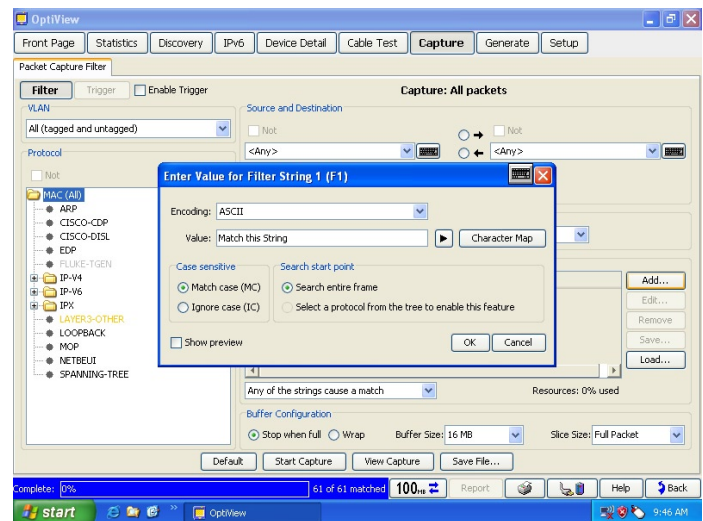 OptiView
Front Page Statistics Discovery IPv6 Device Detail Cable Test Capture Generate Setup
Packet Capture Filter
Filter Trigger Enable Trigger Capture: All packets
VLAN
All (tagged and untagged)
Source and Destination
Not Not
<Any> <Any>
Protocol
Not
MAC (All)
ARP
CISCO-CDP
CISCO-DISL
EDP
FLUKE-TGEN
IP-V4
IP-V6
IPX
LAYER3-OTHER
LOOPBACK
MOP
NETBEUI
SPANNING-TREE
Enter Value for Filter String 1 (F1)
Encoding: ASCII
Value: Match this String Character Map
Case sensitive
Match case (MC)
Ignore case (IC)
Search start point
Search entire frame
Select a protocol from the tree to enable this feature
Show preview OK Cancel
Add...
Edit...
Remove
Save...
Load...
Any of the strings cause a match Resources: 0% used
Buffer Configuration
Stop when full Wrap Buffer Size: 16 MB Slice Size: Full Packet
Default Start Capture View Capture Save File...
Complete: 0% 61 of 61 matched 100HD Report Help Back
start OptiView 9:46 AM